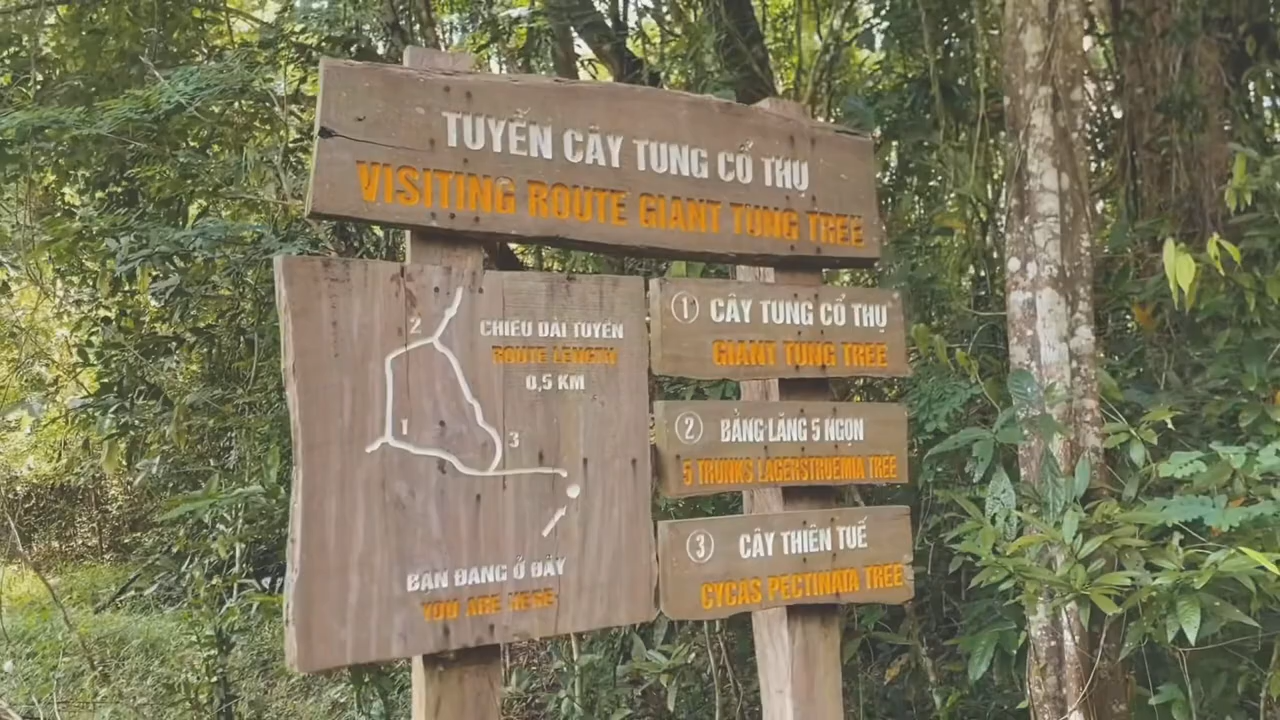 TUYẾN CÂY TUNG CỔ THỤ
VISITING ROUTE GIANT TUNG TREE
2
1
3
CHIỀU DÀI TUYẾN
ROUTE LENGTH
0,5 KM
BẠN ĐANG Ở ĐÂY
YOU ARE HERE
1 CÂY TUNG CỔ THỤ
GIANT TUNG TREE
2 BẰNG LĂNG 5 NGỌN
5 TRUNKS LAGERSTROEMIA TREE
3 CÂY THIÊN TUẾ
CYCAS PECTINATA TREE